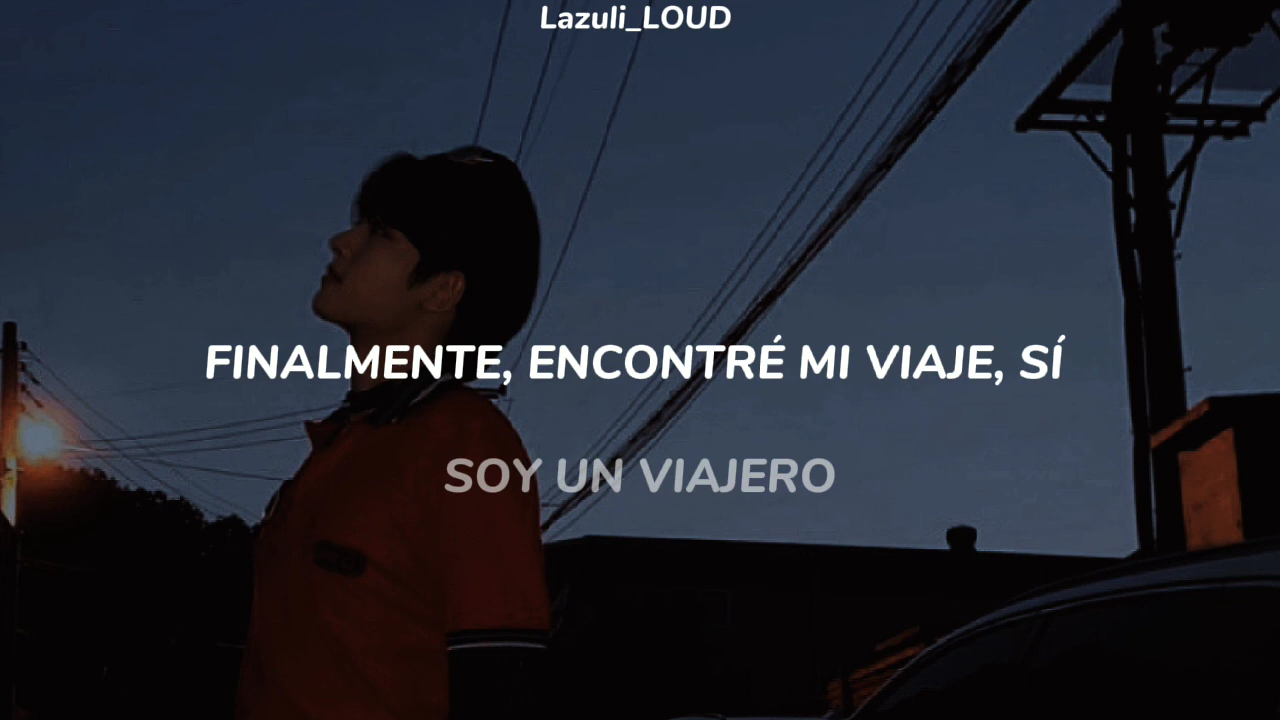 Lazuli_LOUD
FINALMENTE, ENCONTRÉ MI VIAJE, SÍ
SOY UN VIAJERO